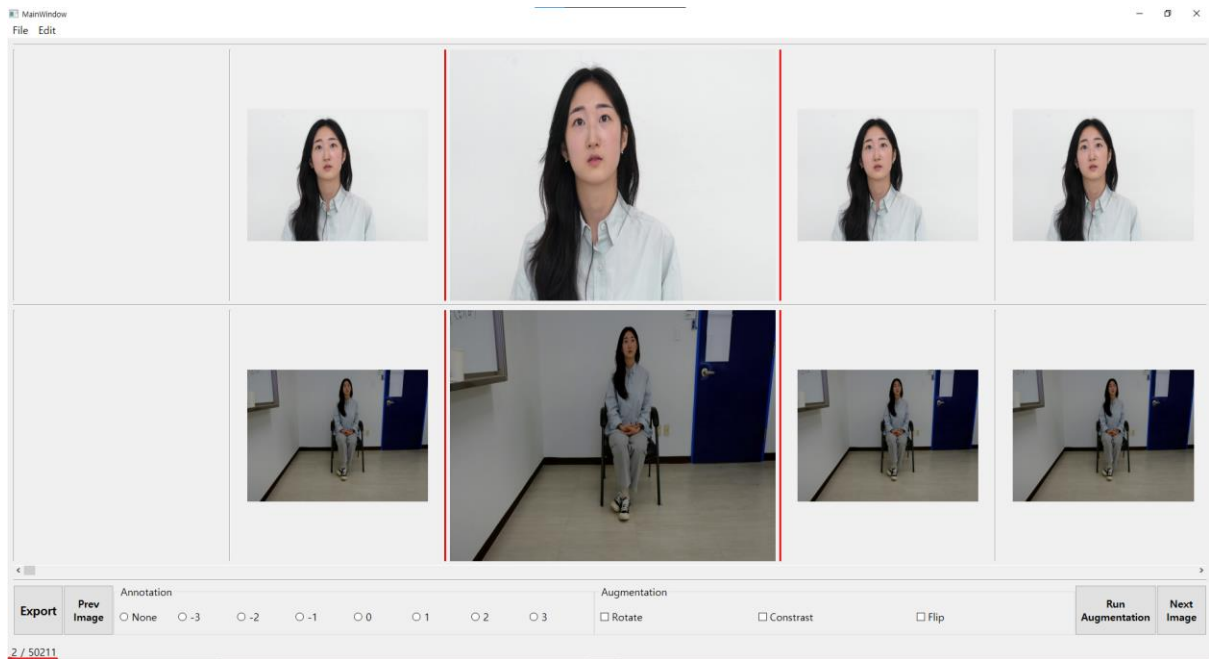 MainWindow
File Edit
Export
Prev
Image
Annotation
None -3 -2 -1 0 1 2 3
Augmentation
Rotate Constrast Flip
Run
Augmentation
Next
Image
2 / 50211